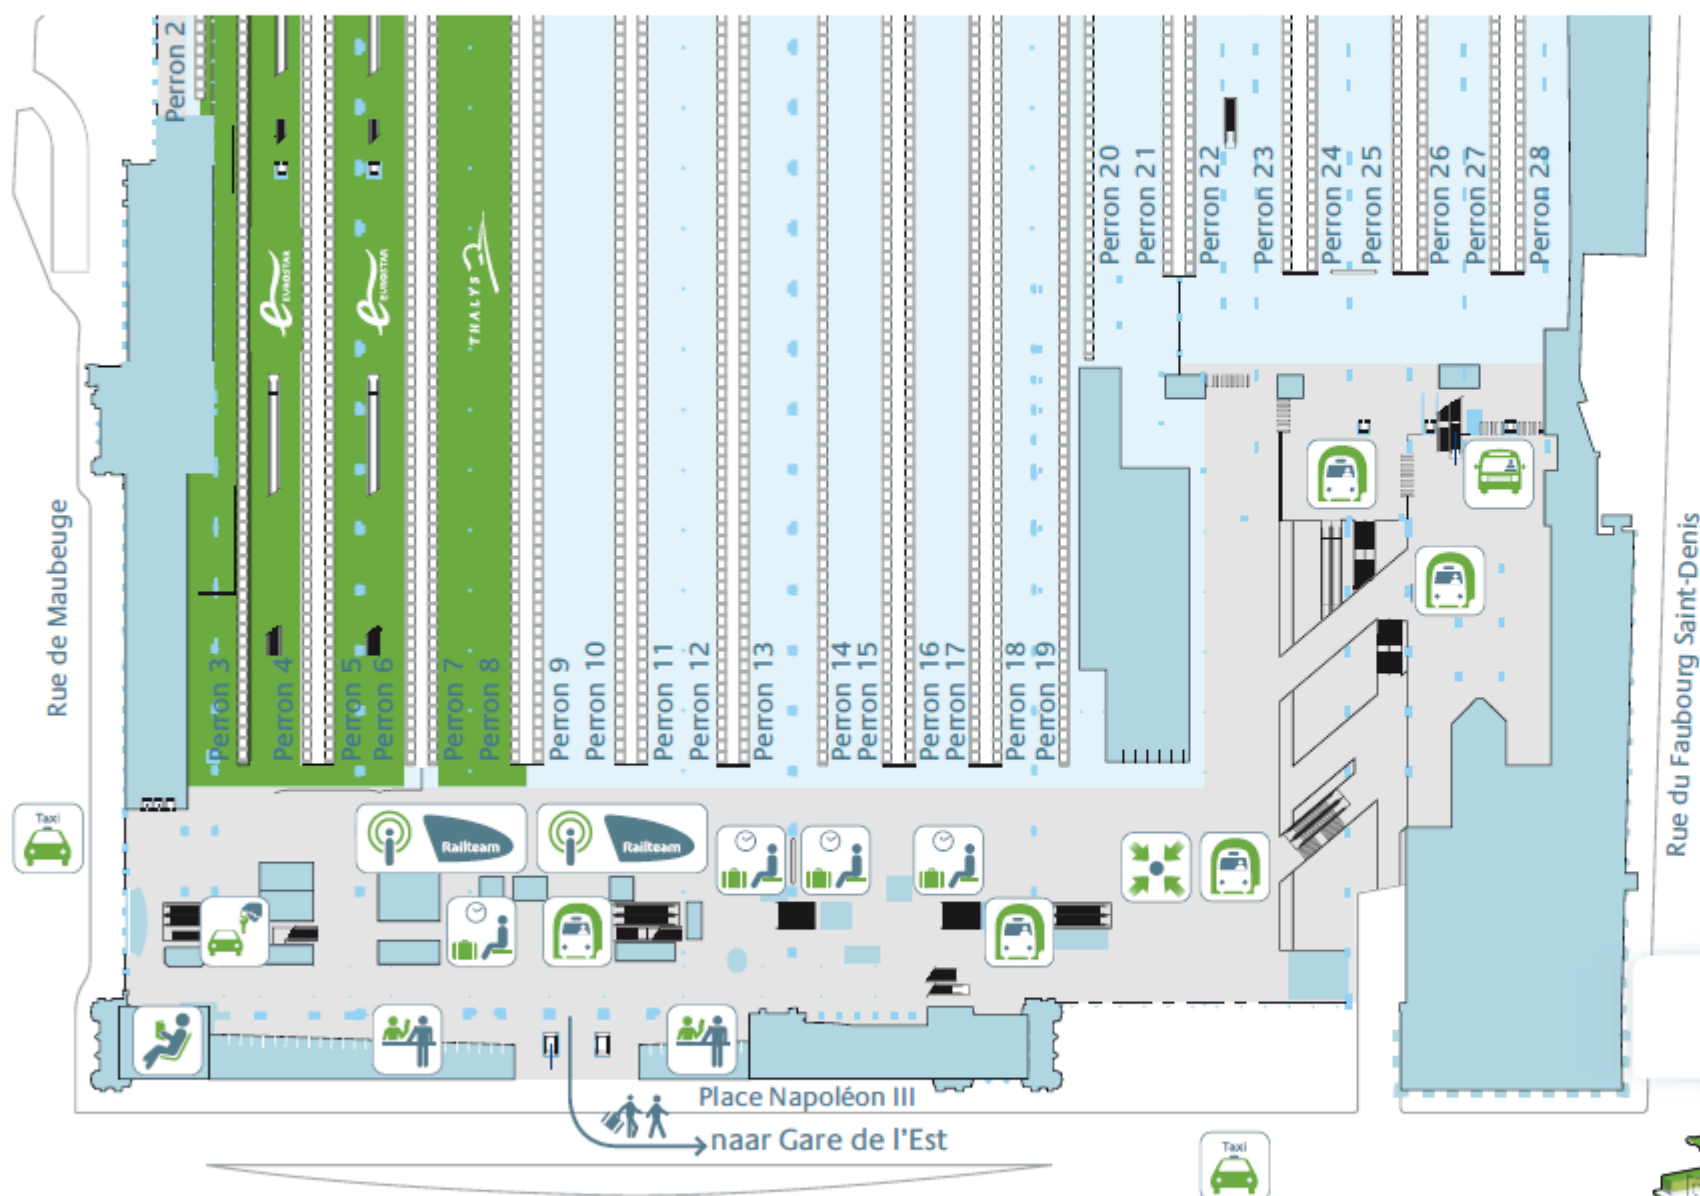 Perron 2
Perron 20
Perron 21
Perron 22
Perron 23
Perron 24
Perron 25
Perron 26
Perron 27
Perron 28
EUROSTAR
EUROSTAR
THALYS
Rue de Maubeuge
Rue du Faubourg Saint-Denis
Perron 3
Perron 4
Perron 5
Perron 6
Perron 7
Perron 8
Perron 9
Perron 10
Perron 11
Perron 12
Perron 13
Perron 14
Perron 15
Perron 16
Perron 17
Perron 18
Perron 19
Taxi
Railteam
Railteam
Place Napoléon III
naar Gare de l'Est
Taxi